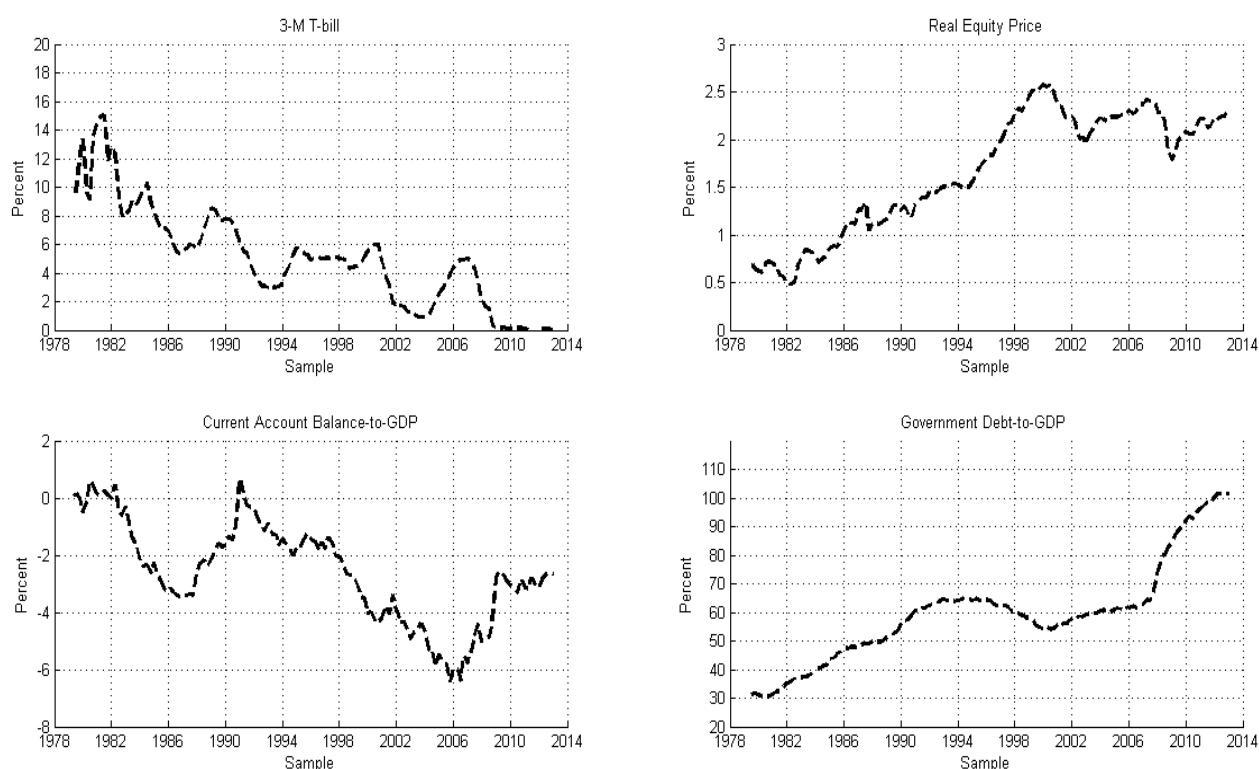 3-M T-bill
20
18
16
14
12
10
8
6
4
2
0
Percent
1978 1982 1986 1990 1994 1998 2002 2006 2010 2014
Sample
Real Equity Price
3
2.5
2
1.5
1
0.5
0
Percent
1978 1982 1986 1990 1994 1998 2002 2006 2010 2014
Sample
Current Account Balance-to-GDP
2
0
-2
-4
-6
-8
Percent
1978 1982 1986 1990 1994 1998 2002 2006 2010 2014
Sample
Government Debt-to-GDP
110
100
90
80
70
60
50
40
30
20
Percent
1978 1982 1986 1990 1994 1998 2002 2006 2010 2014
Sample